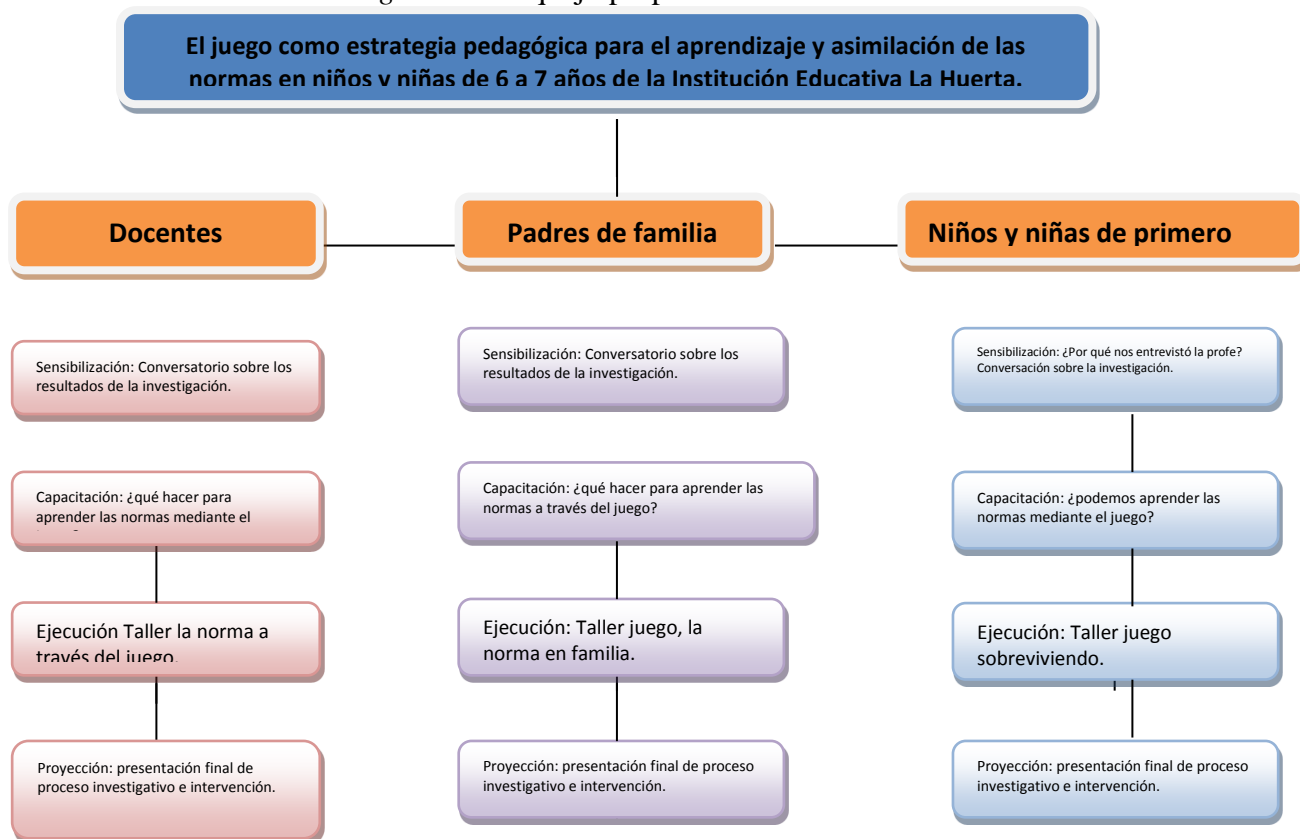 El juego como estrategia pedagógica para el aprendizaje y asimilación de las
normas en niños y niñas de 6 a 7 años de la Institución Educativa La Huerta.
Docentes
Padres de familia
Niños y niñas de primero
Sensibilización: Conversatorio sobre los
resultados de la investigación.
Sensibilización: Conversatorio sobre los
resultados de la investigación.
Sensibilización: ¿Por qué nos entrevistó la profe?
Conversación sobre la investigación.
Capacitación: ¿qué hacer para
aprender las normas mediante el
Capacitación: ¿qué hacer para aprender las
normas a través del juego?
Capacitación: ¿podemos aprender las
normas mediante el juego?
Ejecución Taller la norma a
través del juego.
Ejecución: Taller juego, la
norma en familia.
Ejecución: Taller juego
sobreviviendo.
Proyección: presentación final de
proceso investigativo e intervención.
Proyección: presentación final de proceso
investigativo e intervención.
Proyección: presentación final de proceso
investigativo e intervención.